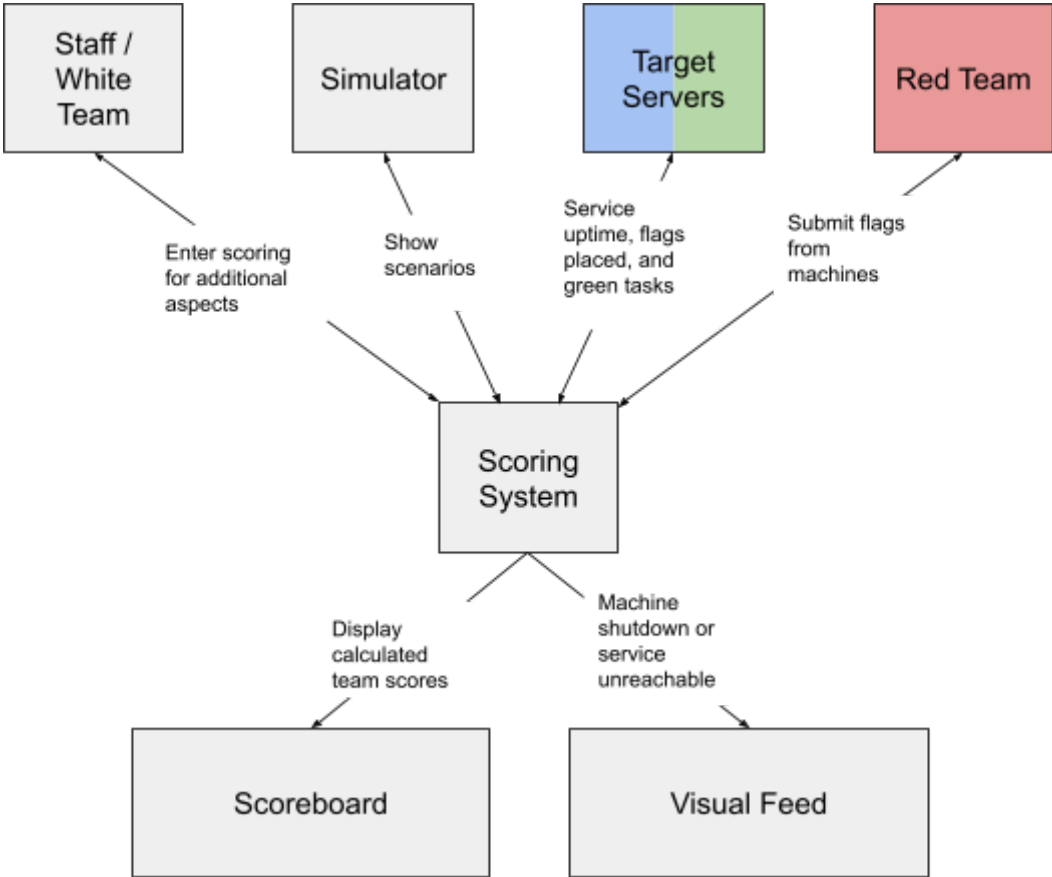 Staff /
White
Team
Simulator
Target
Servers
Red Team
Enter scoring
for additional
aspects
Show
scenarios
Service
uptime, flags
placed, and
green tasks
Submit flags
from
machines
Scoring
System
Display
calculated
team scores
Machine
shutdown or
service
unreachable
Scoreboard
Visual Feed